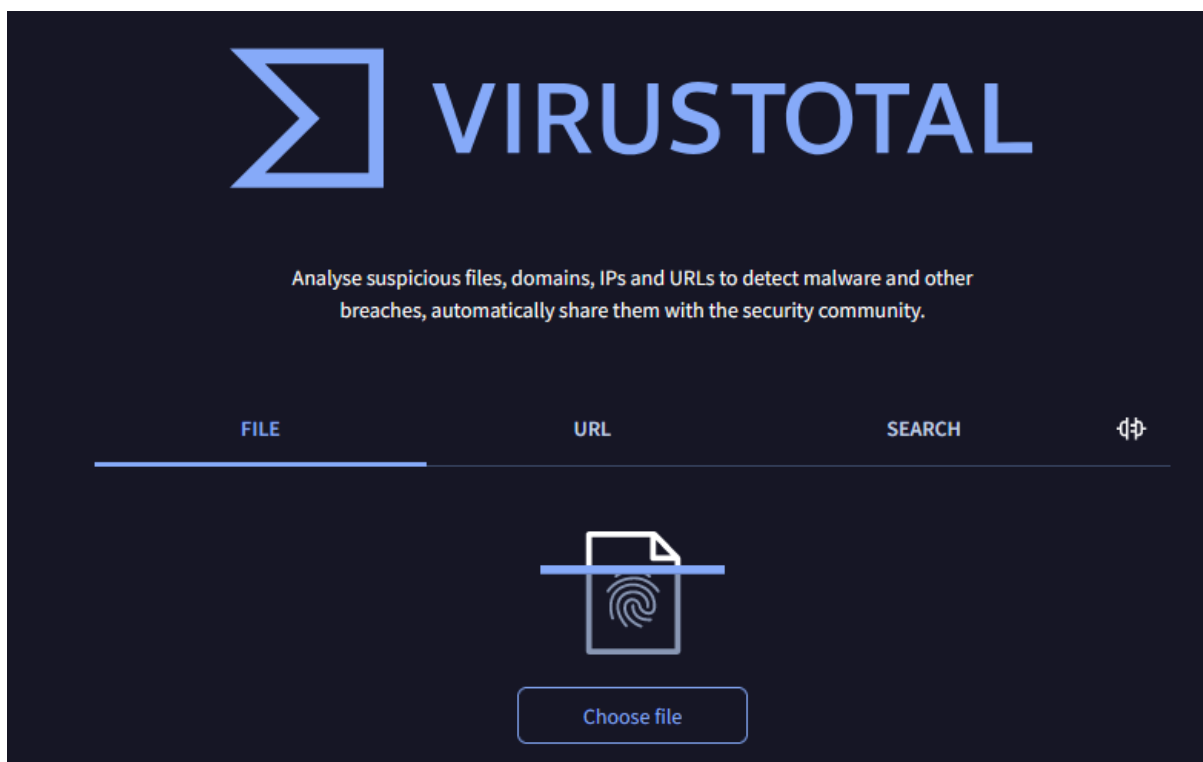 VIRUSTOTAL
Analyse suspicious files, domains, IPs and URLs to detect malware and other
breaches, automatically share them with the security community.
FILE
URL
SEARCH
Choose file